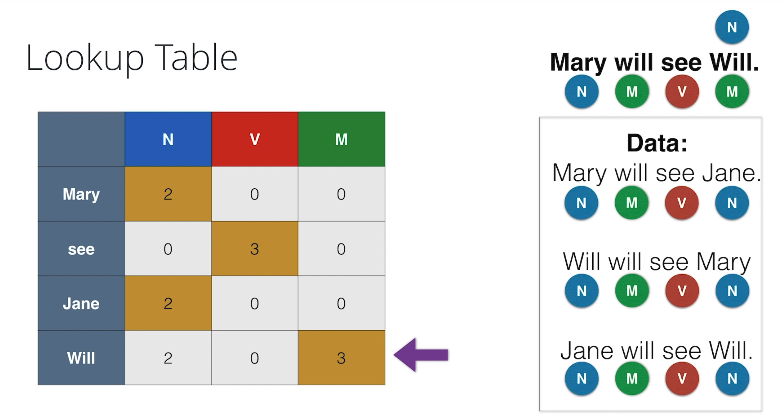 Lookup Table
N V M
Mary 2 0 0
see 0 3 0
Jane 2 0 0
Will 2 0 3
N
Mary will see Will.
N M V M
Data:
Mary will see Jane.
N M V N
Will will see Mary
N M V N
Jane will see Will.
N M V N